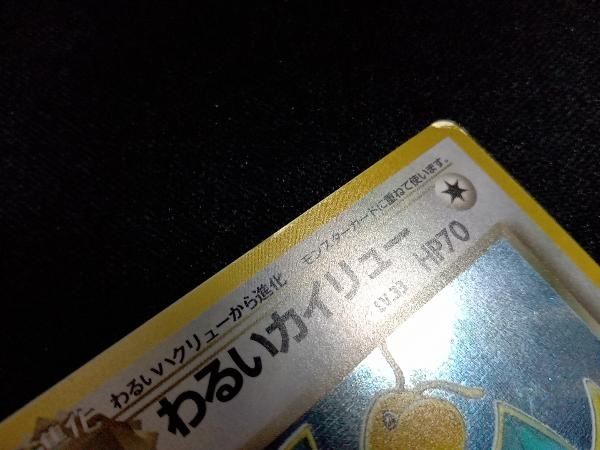 わるいハクリューから進化 モンスターカードに重ねて使います。
進化 わるいカイリュー LV.33 HP70